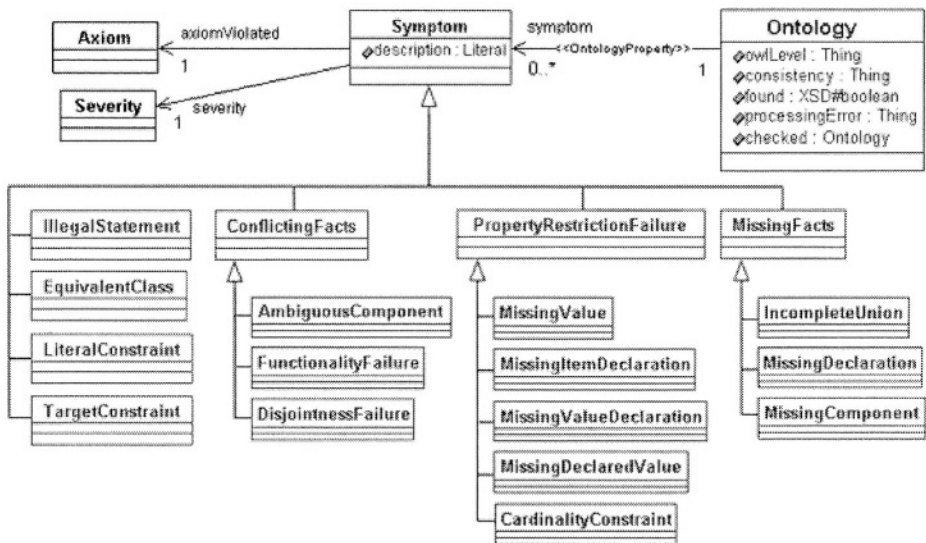 Axiom
axiomViolated
1
Severity
severity
1
Symptom
description : Literal
symptom
0..*
<<OntologyProperty>>
1
Ontology
owlLevel : Thing
consistency : Thing
found : XSD#boolean
processingError : Thing
checked : Ontology
IllegalStatement
EquivalentClass
LiteralConstraint
TargetConstraint
ConflictingFacts
AmbiguousComponent
FunctionalityFailure
DisjointnessFailure
PropertyRestrictionFailure
MissingValue
MissingItemDeclaration
MissingValueDeclaration
MissingDeclaredValue
CardinalityConstraint
MissingFacts
IncompleteUnion
MissingDeclaration
MissingComponent